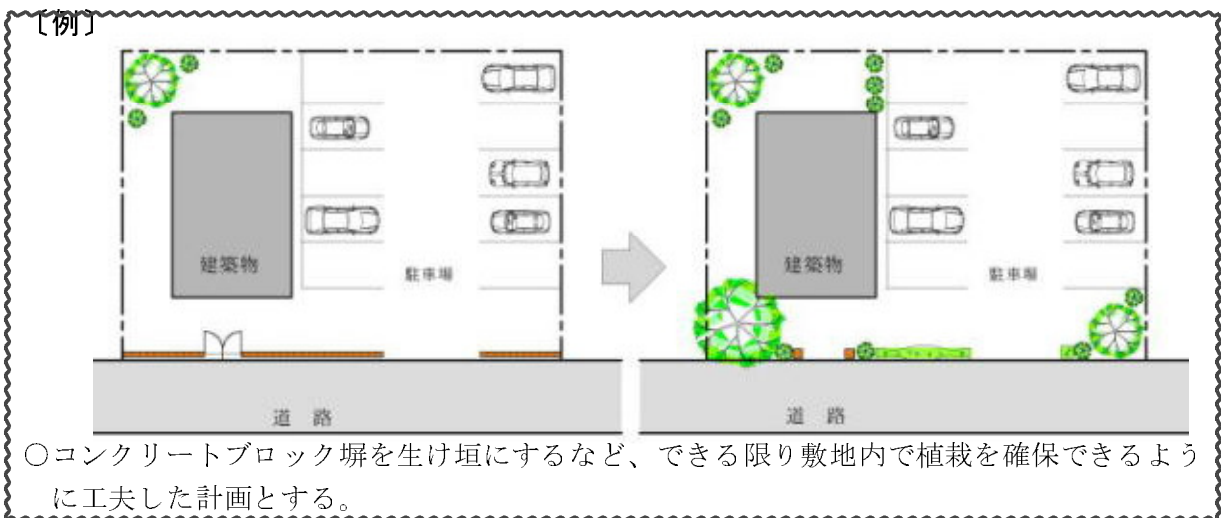 〔例〕
建築物
駐車場
道 路
建築物
駐車場
道 路
○コンクリートブロック塀を生け垣にするなど、できる限り敷地内で植栽を確保できるよう
に工夫した計画とする。